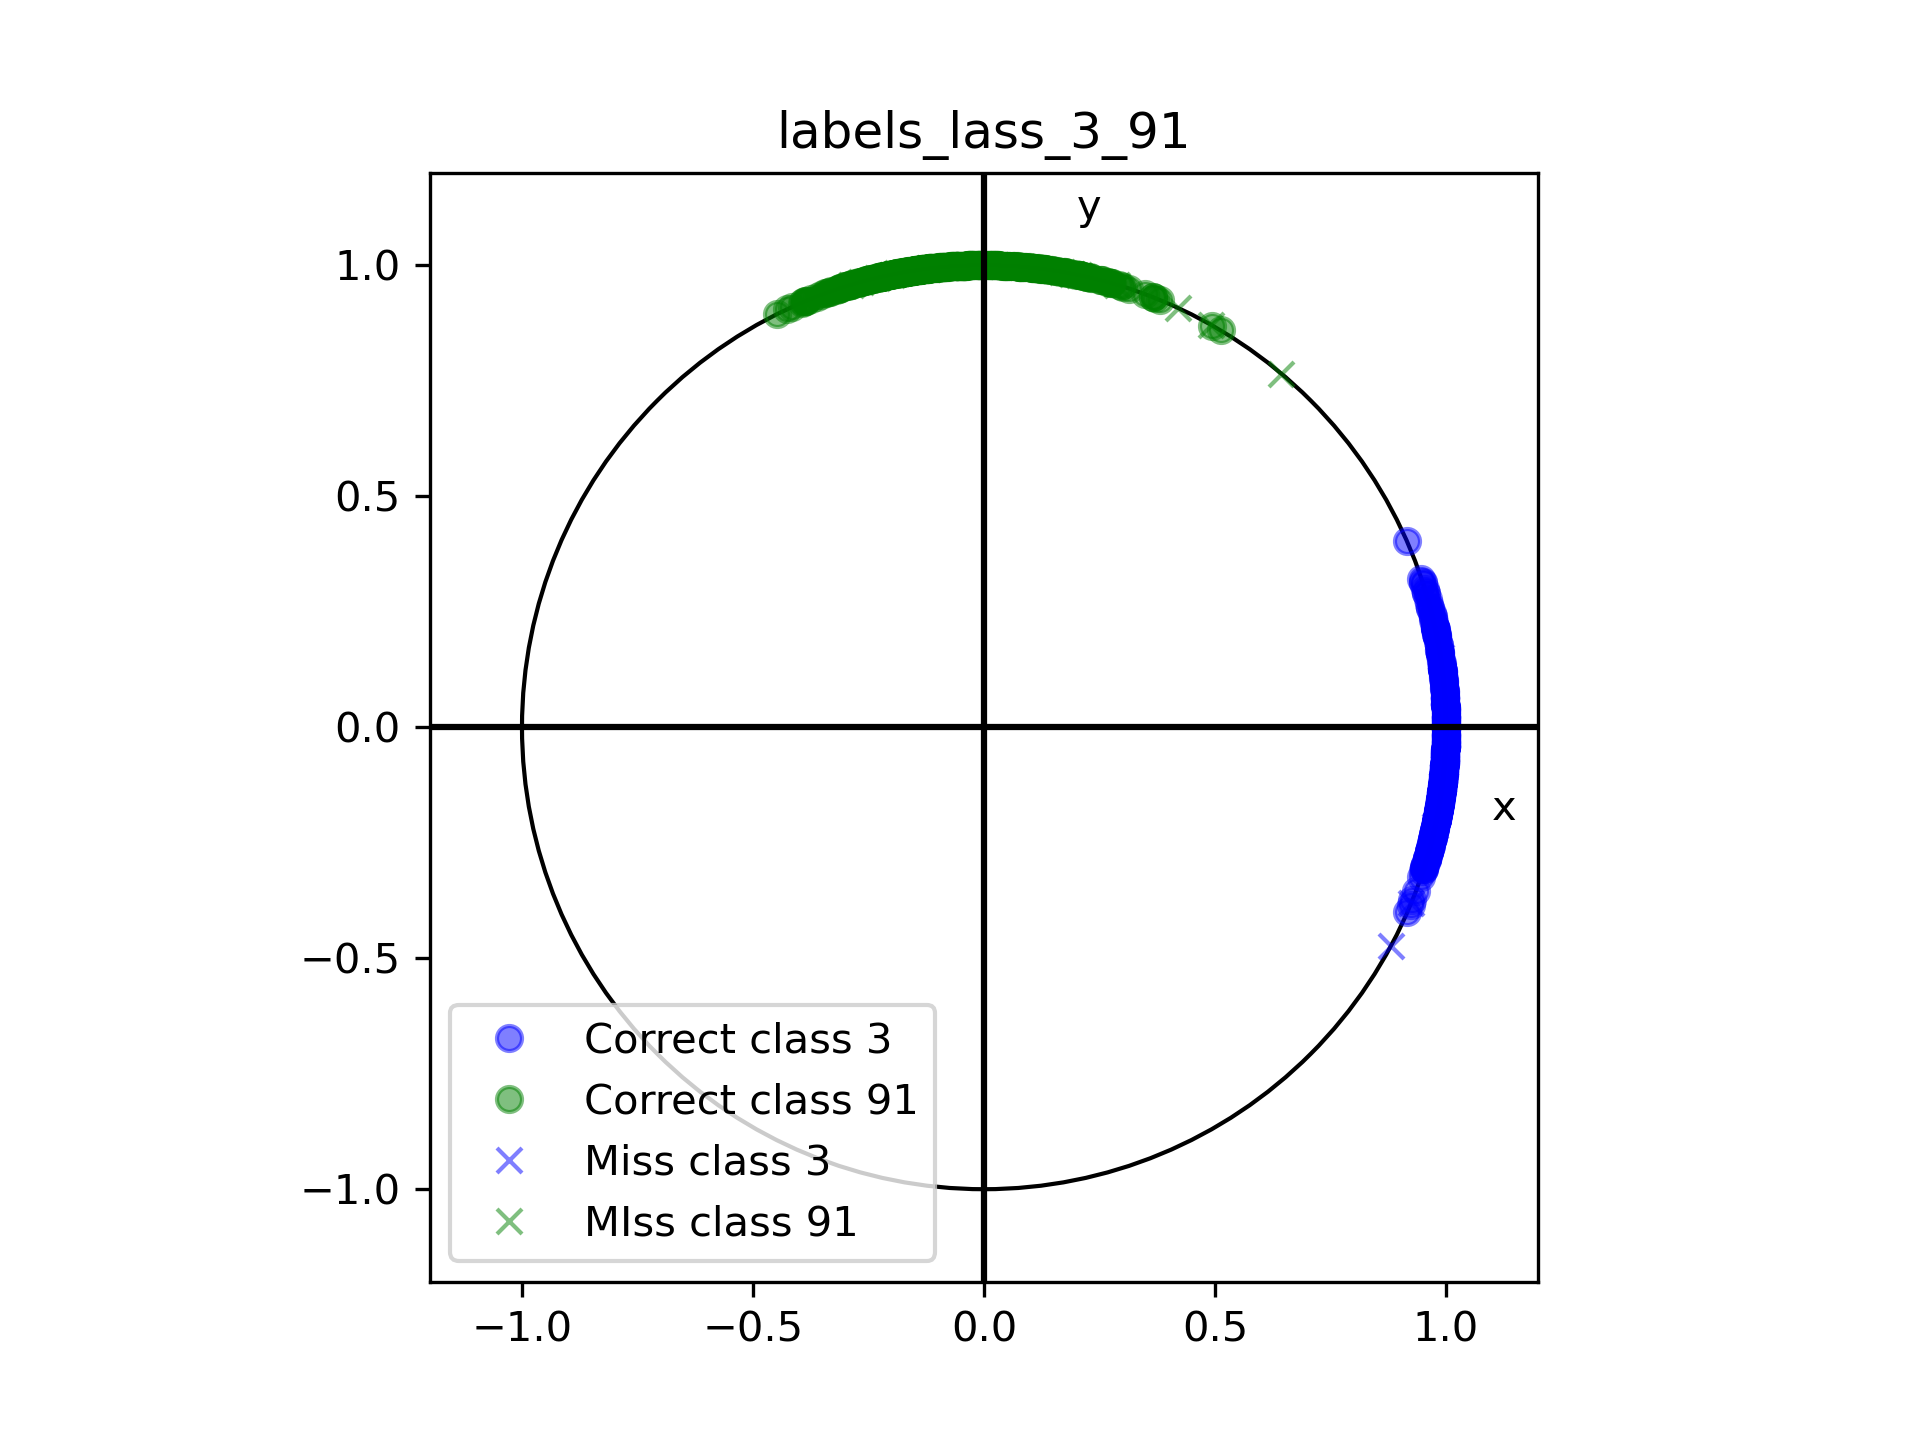 labels_lass_3_91
y
1.0
0.5
0.0
x
−0.5
−1.0
Correct class 3
Correct class 91
Miss class 3
MIss class 91
−1.0 −0.5 0.0 0.5 1.0